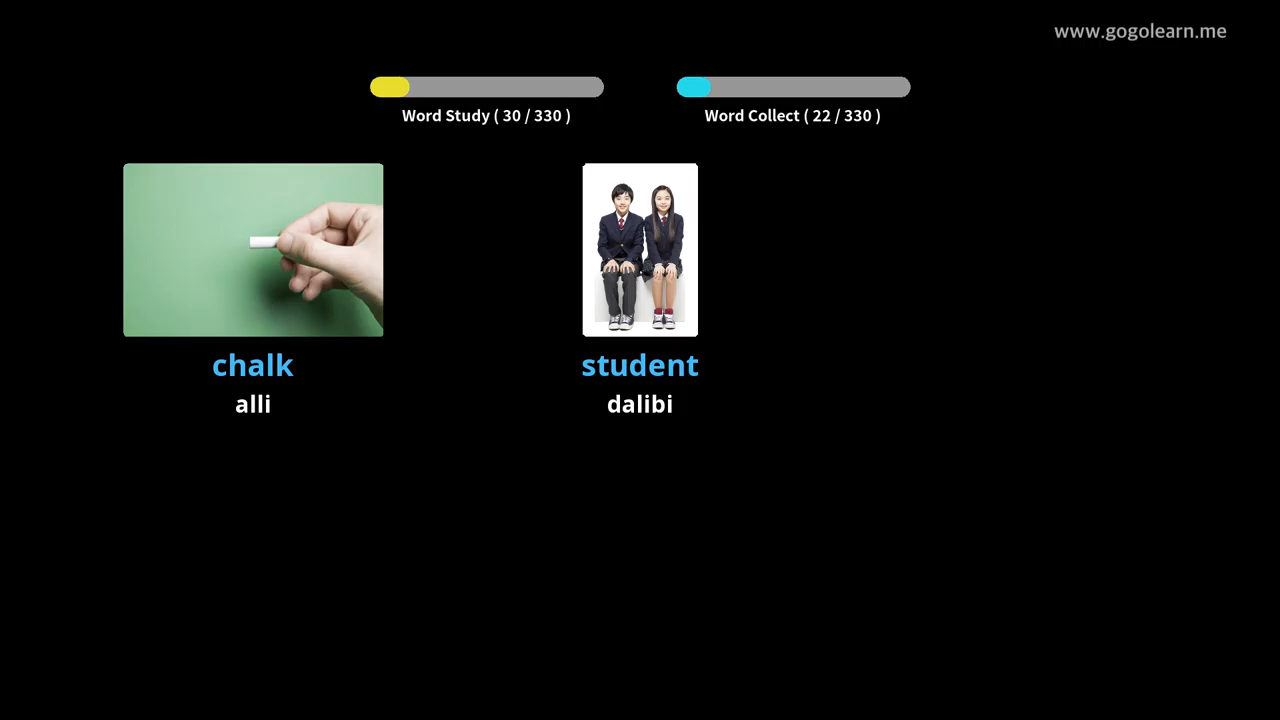 www.gogolearn.me
Word Study ( 30 / 330 )
Word Collect ( 22 / 330 )
chalk
alli
student
dalibi